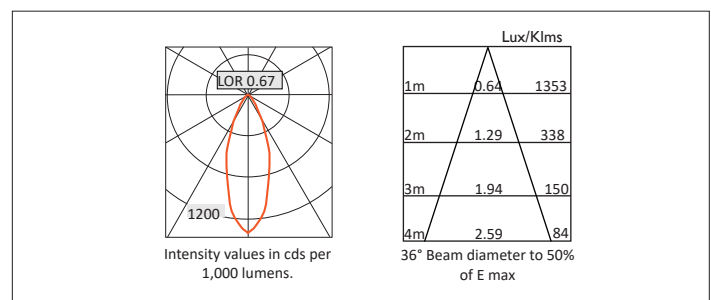 LOR 0.67
1200
Intensity values in cds per
1,000 lumens.
Lux/Klms
1m 0.64 1353
2m 1.29 338
3m 1.94 150
4m 2.59 84
36° Beam diameter to 50%
of E max